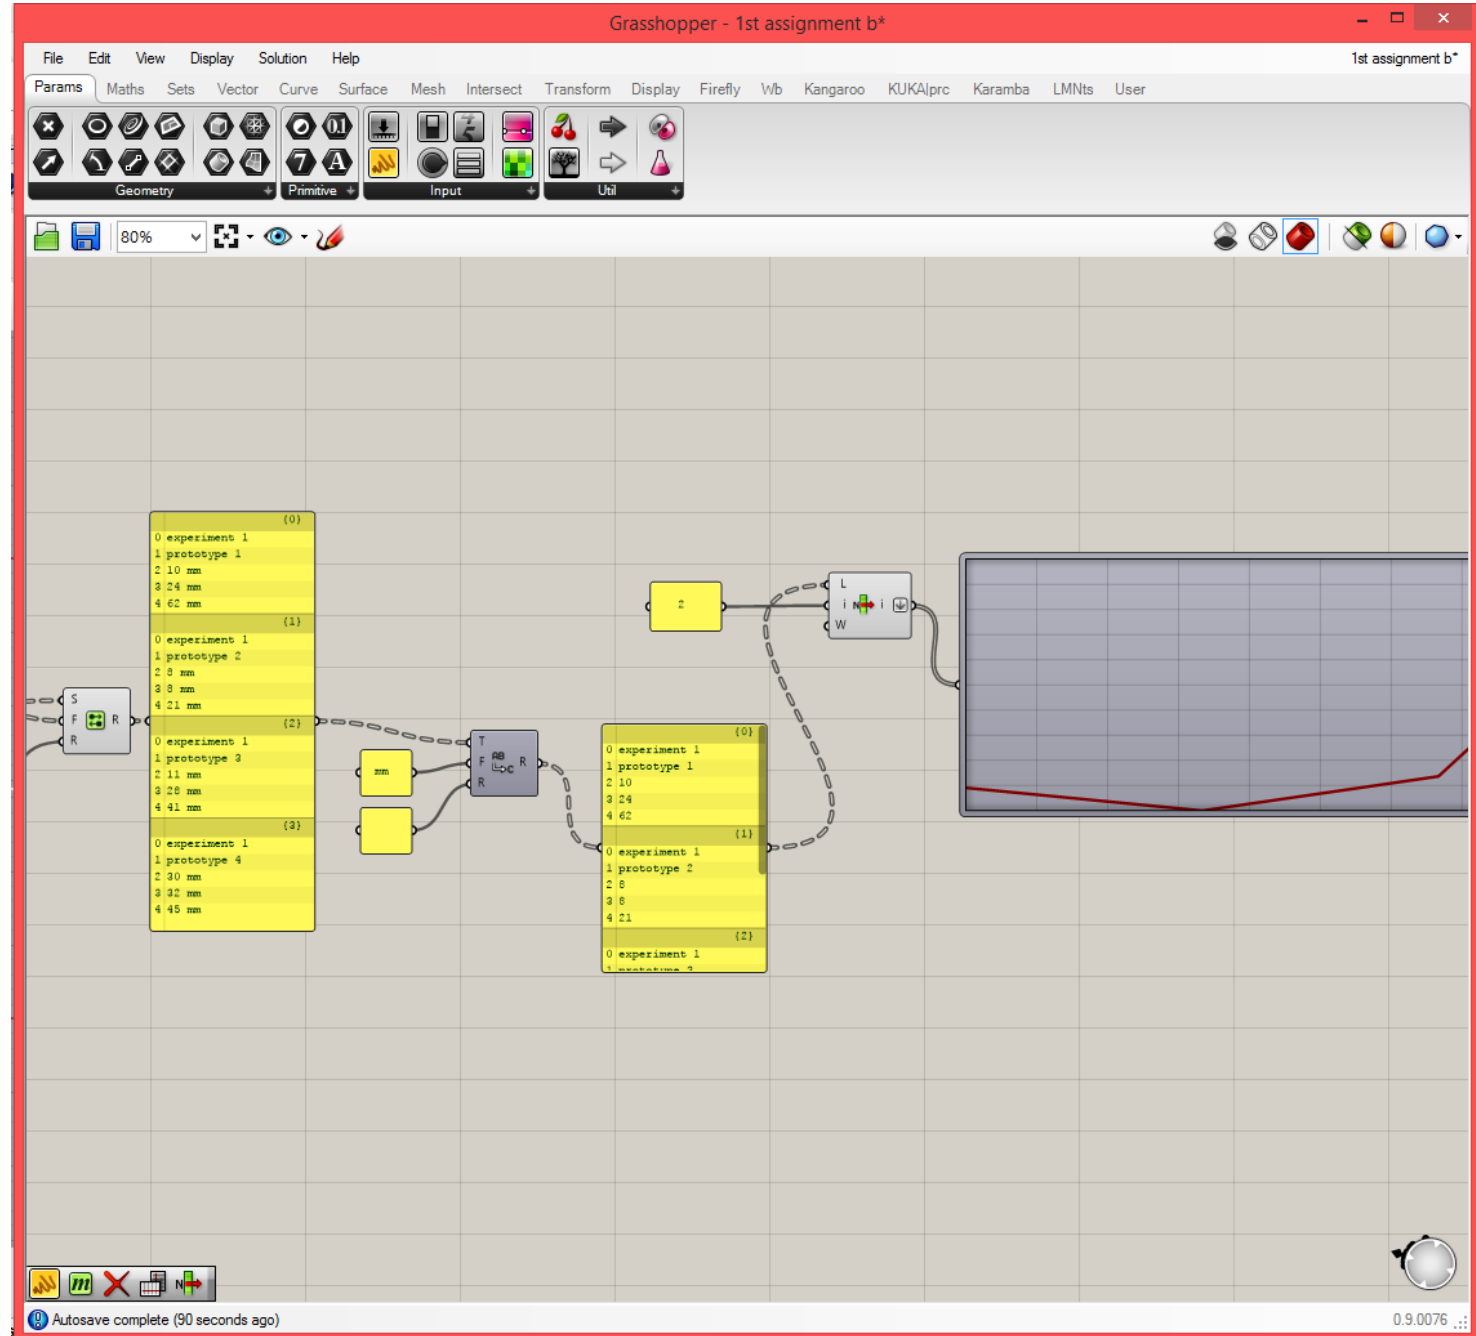 Grasshopper - 1st assignment b*
File Edit View Display Solution Help 1st assignment b*
Params Maths Sets Vector Curve Surface Mesh Intersect Transform Display Firefly Wb Kangaroo KUKA|prc Karamba LMNts User
0.1
7 A
Geometry Primitive Input Util
80%
{0}
0 experiment 1
1 prototype 1
2 10 mm
3 24 mm
4 62 mm
{1}
0 experiment 1
1 prototype 2
2 8 mm
3 8 mm
4 21 mm
{2}
0 experiment 1
1 prototype 3
2 11 mm
3 28 mm
4 41 mm
{3}
0 experiment 1
1 prototype 4
2 30 mm
3 32 mm
4 45 mm
S
F R
R
mm
T
F AB C R
R
{0}
0 experiment 1
1 prototype 1
2 10
3 24
4 62
{1}
0 experiment 1
1 prototype 2
2 8
3 8
4 21
{2}
0 experiment 1
1 prototype 3
2
L
i N i
W
m N
Autosave complete (90 seconds ago) 0.9.0076